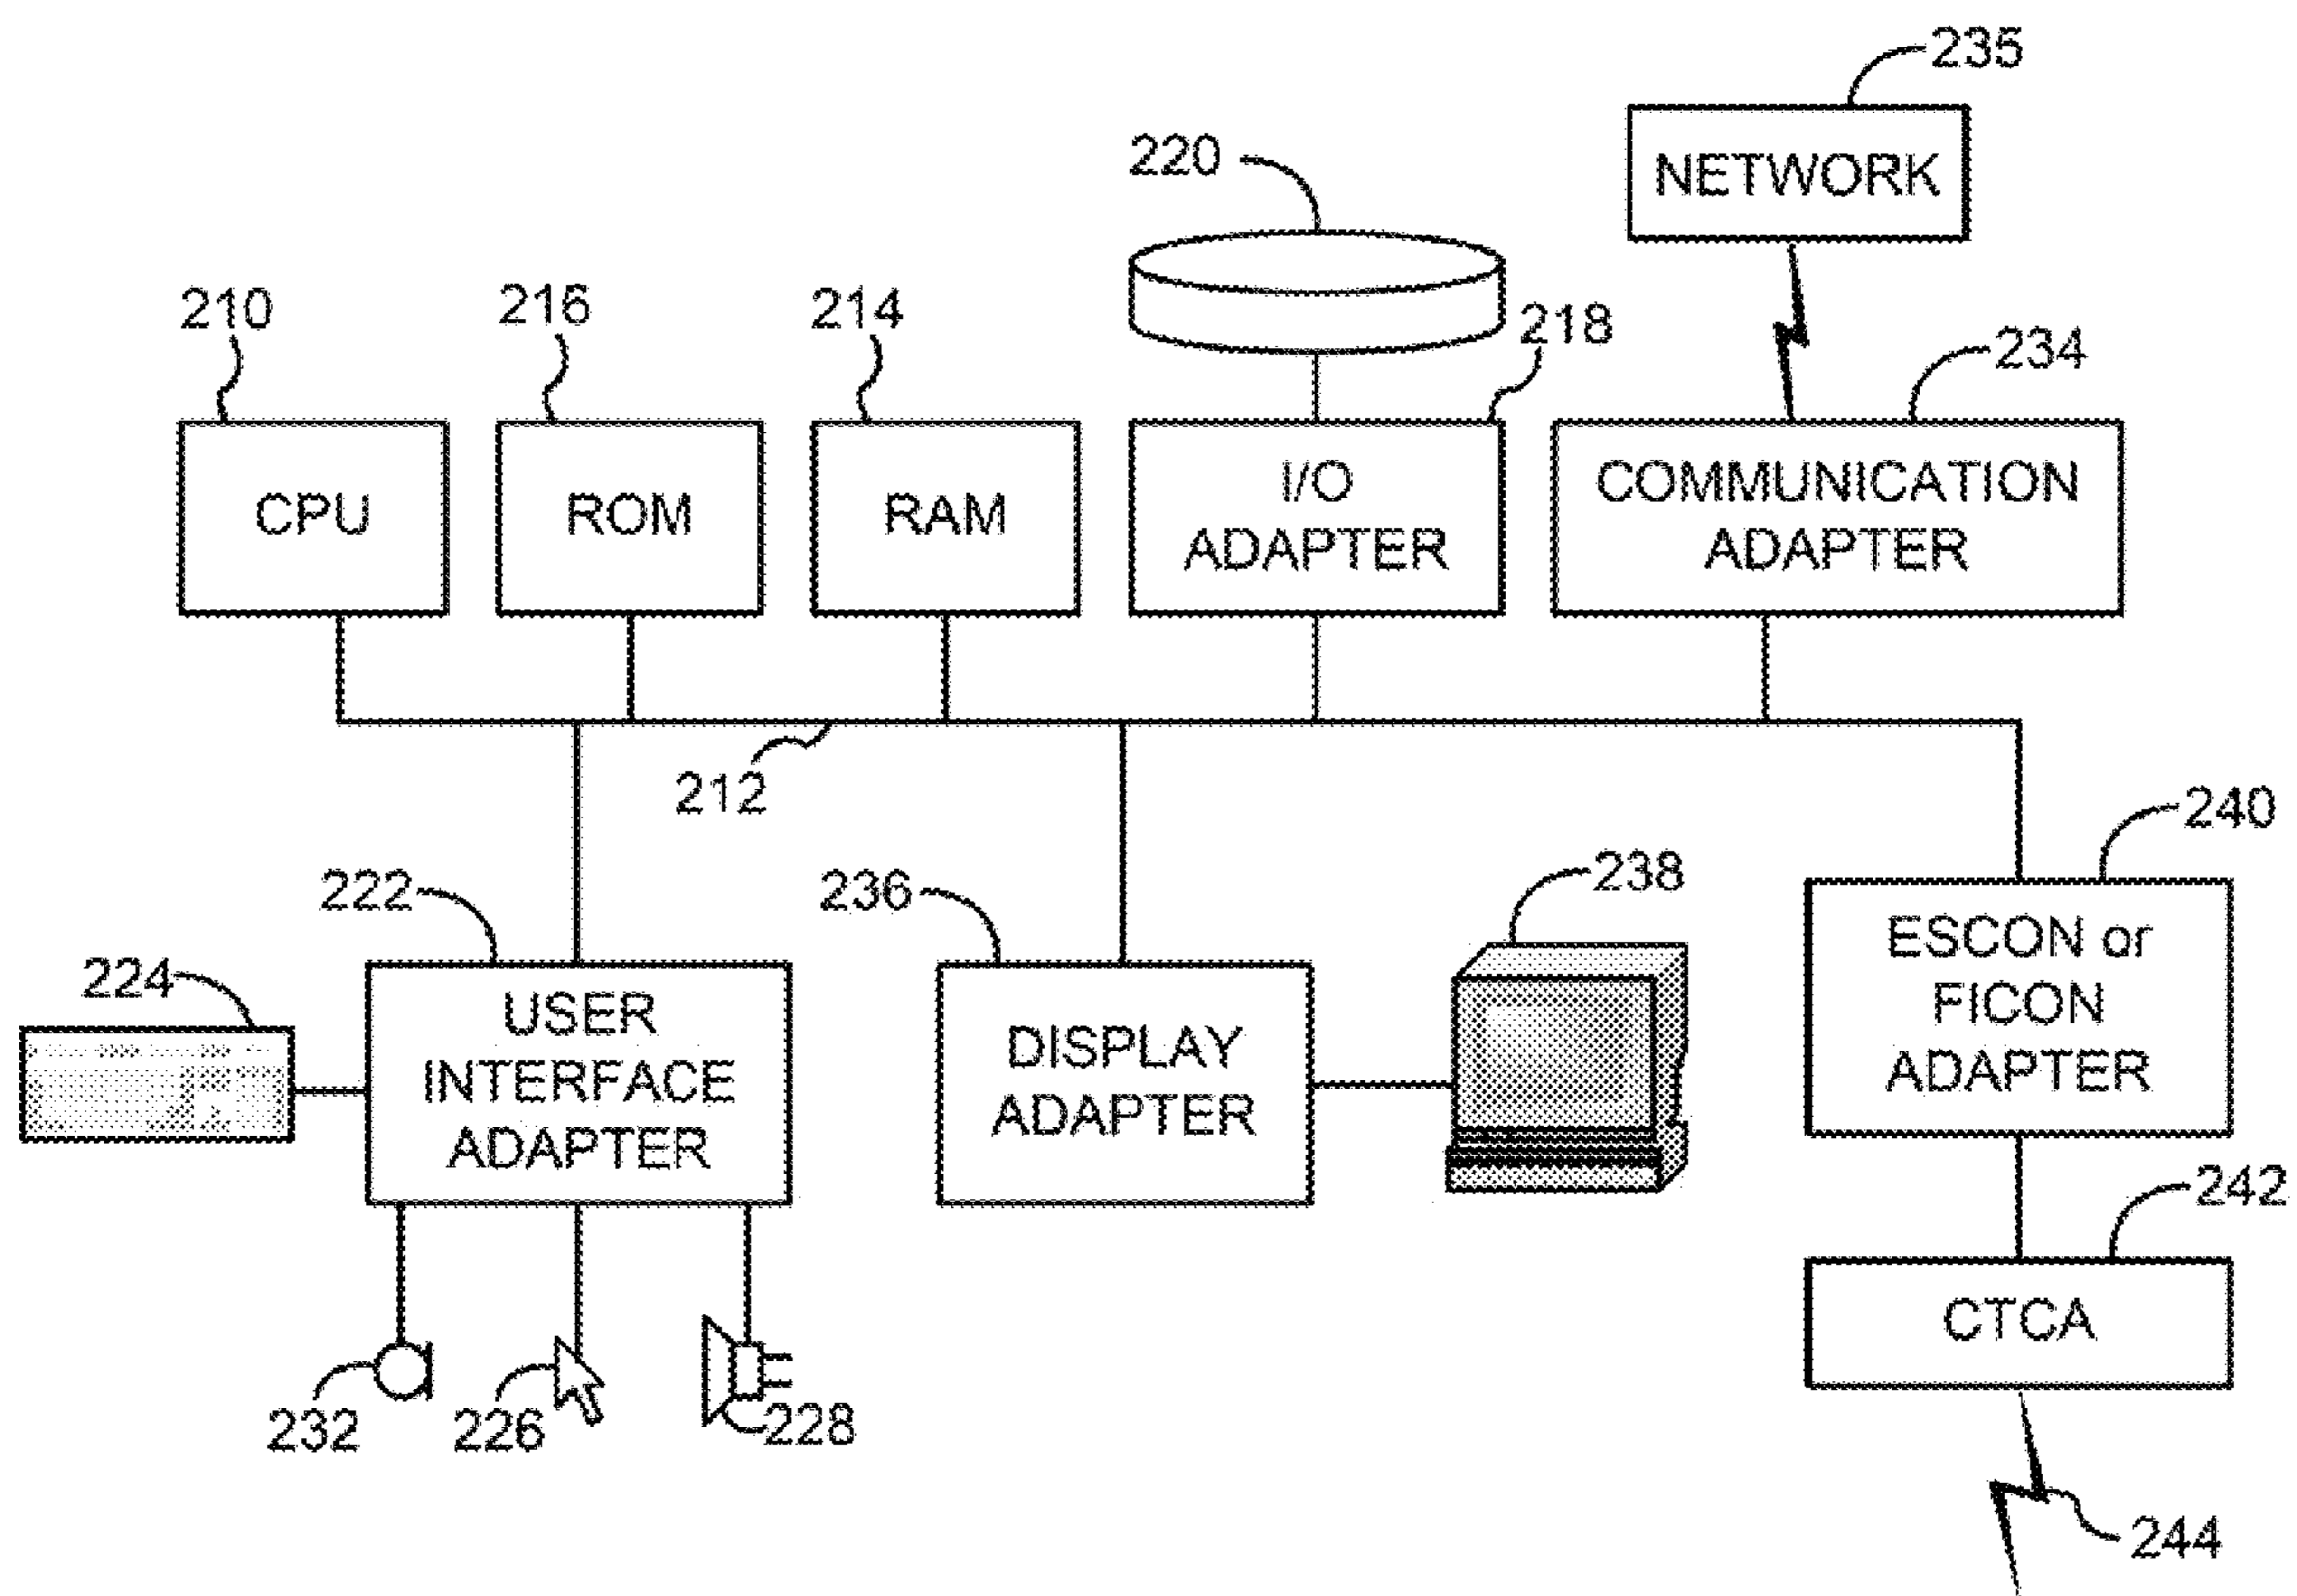 235
220
NETWORK
210
216
214
218
234
CPU
ROM
RAM
I/O
ADAPTER
COMMUNICATION
ADAPTER
212
240
222
236
238
224
USER
INTERFACE
ADAPTER
DISPLAY
ADAPTER
ESCON or
FICON
ADAPTER
242
CTCA
232
226
228
244